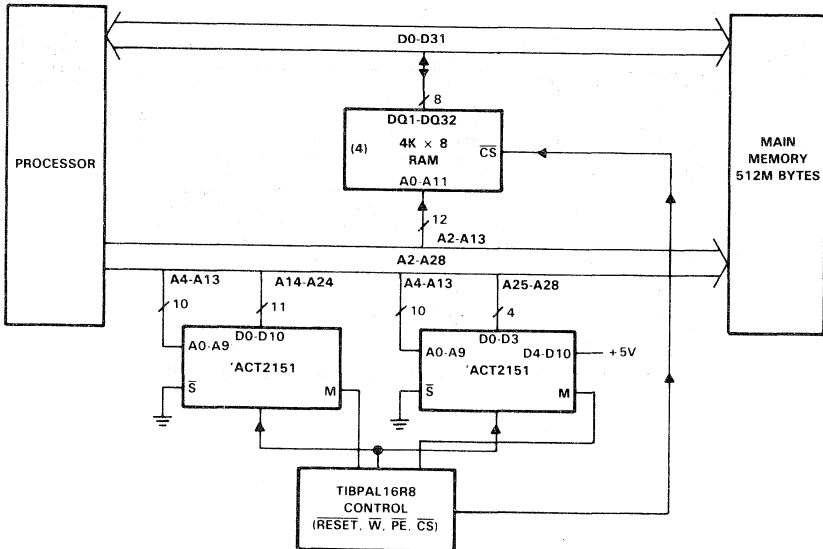 D0-D31
8
DQ1-DQ32
(4)
4K × 8
RAM
CS
A0-A11
PROCESSOR
MAIN
MEMORY
512M BYTES
12
A2-A13
A2-A28
A4-A13
A14-A24
A4-A13
A25-A28
10
11
10
4
D0-D10
A0-A9
'ACT2151
S
M
D0-D3
A0-A9
D4-D10
+5V
'ACT2151
S
M
TIBPAL16R8
CONTROL
(RESET, W, PE, CS)